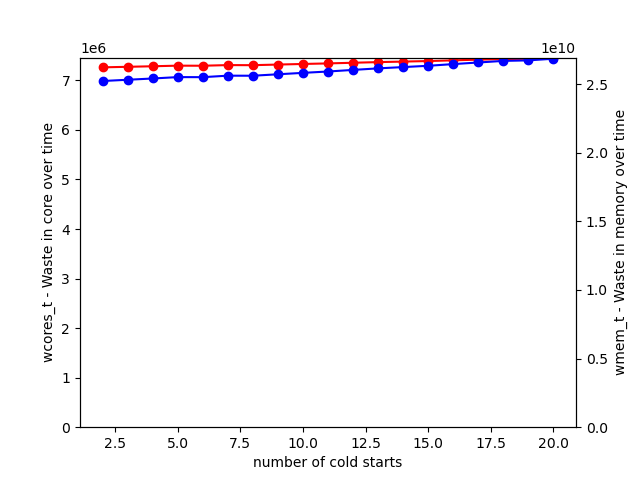 1e6
1e10
7
6
5
4
3
2
1
0
wcores_t - Waste in core over time
2.5
2.0
1.5
1.0
0.5
0.0
wmem_t - Waste in memory over time
2.5 5.0 7.5 10.0 12.5 15.0 17.5 20.0
number of cold starts